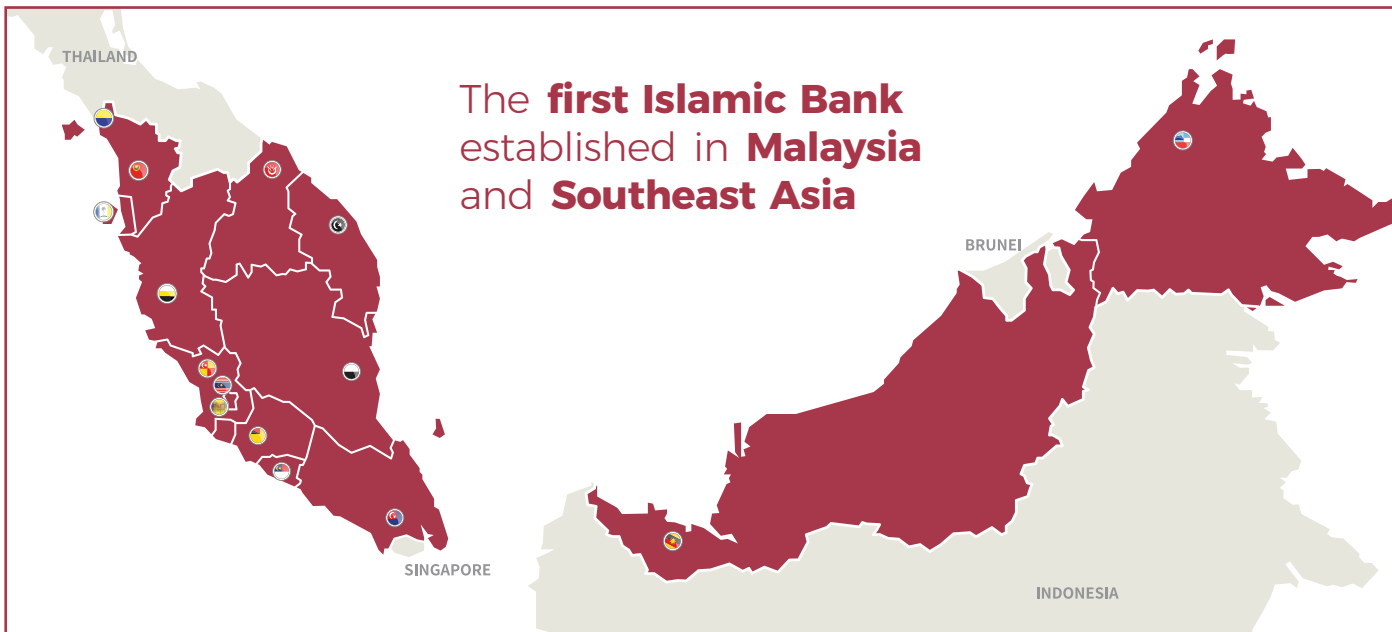 THAILAND
The first Islamic Bank
established in Malaysia
and Southeast Asia
BRUNEI
SINGAPORE
INDONESIA